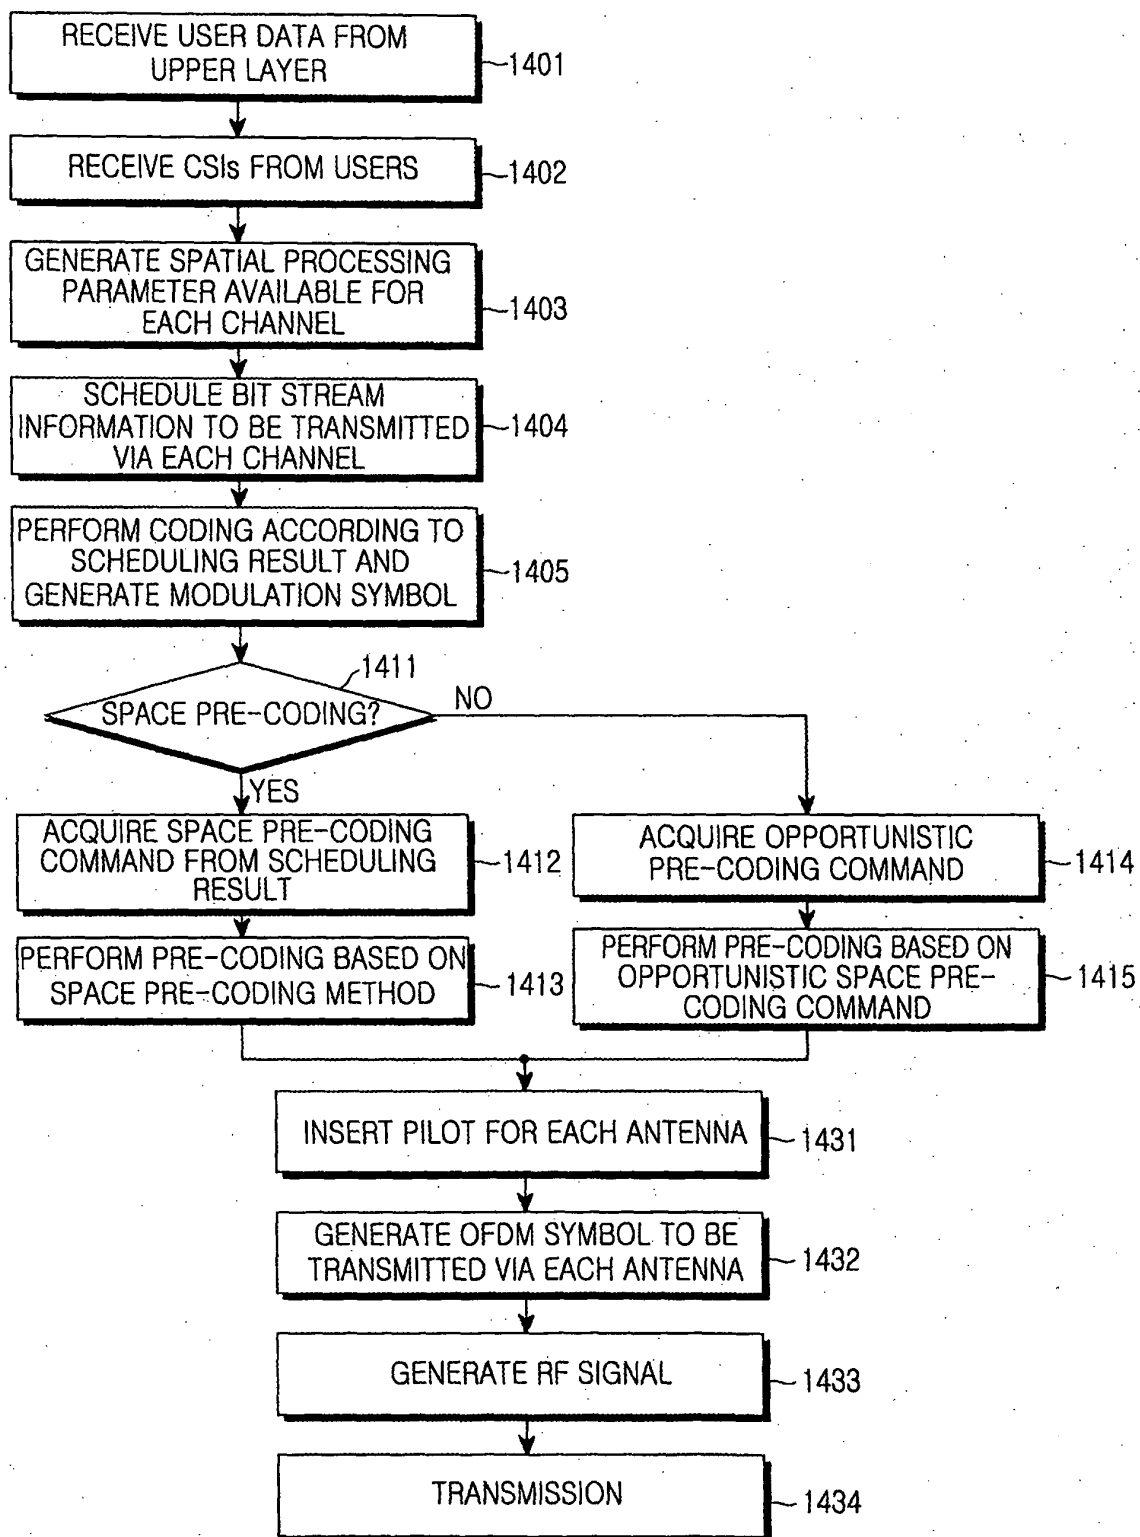 RECEIVE USER DATA FROM
UPPER LAYER
1401
RECEIVE CSIs FROM USERS
1402
GENERATE SPATIAL PROCESSING
PARAMETER AVAILABLE FOR
EACH CHANNEL
1403
SCHEDULE BIT STREAM
INFORMATION TO BE TRANSMITTED
VIA EACH CHANNEL
1404
PERFORM CODING ACCORDING TO
SCHEDULING RESULT AND
GENERATE MODULATION SYMBOL
1405
1411
SPACE PRE-CODING?
NO
YES
ACQUIRE SPACE PRE-CODING
COMMAND FROM SCHEDULING
RESULT
1412
ACQUIRE OPPORTUNISTIC
PRE-CODING COMMAND
1414
PERFORM PRE-CODING BASED ON
SPACE PRE-CODING METHOD
1413
PERFORM PRE-CODING BASED ON
OPPORTUNISTIC SPACE PRE-
CODING COMMAND
1415
INSERT PILOT FOR EACH ANTENNA
1431
GENERATE OFDM SYMBOL TO BE
TRANSMITTED VIA EACH ANTENNA
1432
GENERATE RF SIGNAL
1433
TRANSMISSION
1434